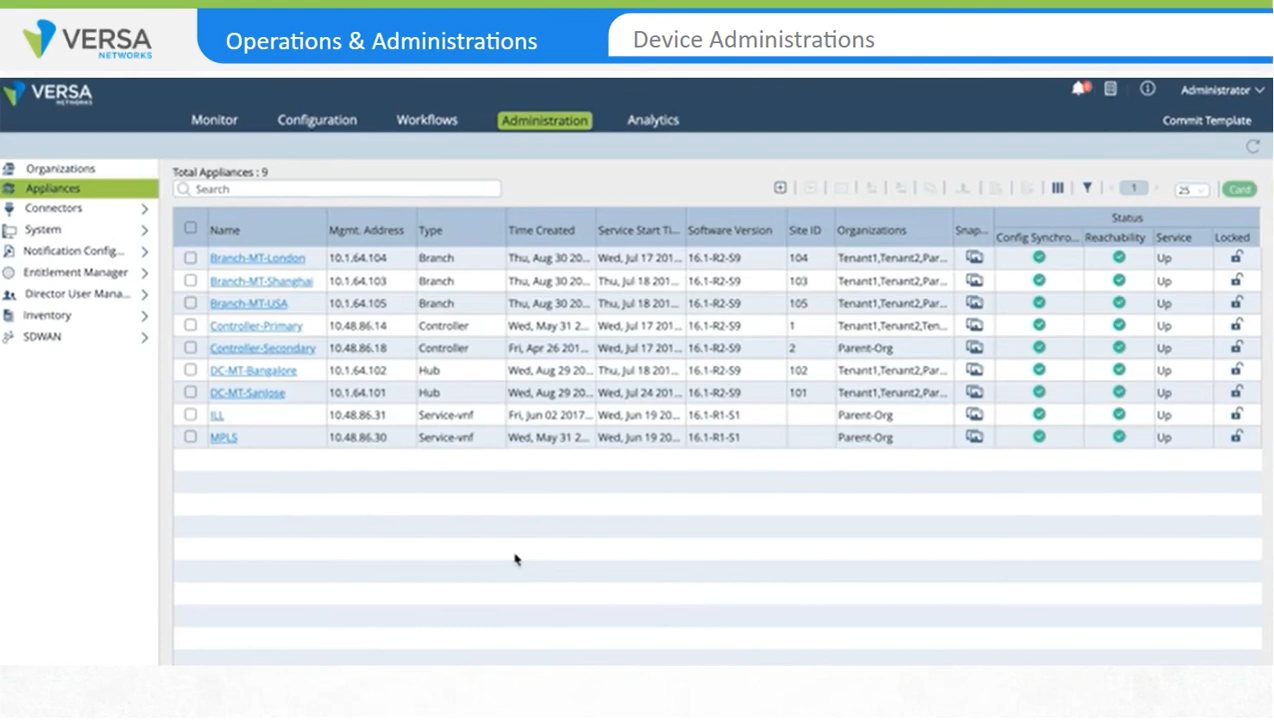 VERSA
NETWORKS
Operations & Administrations
Device Administrations
VERSA
NETWORKS
Administrator
Monitor Configuration Workflows Administration Analytics
Commit Template
Organizations
Appliances
Connectors
System
Notification Config...
Entitlement Manager
Director User Mana...
Inventory
SDWAN
Total Appliances : 9
Search
1 25 Card
Status
Name Mgmt. Address Type Time Created Service Start Ti... Software Version Site ID Organizations Snap... Config Synchro... Reachability Service Locked
Branch-MT-London 10.1.64.104 Branch Thu, Aug 30 20... Wed, Jul 17 201... 16.1-R2-S9 104 Tenant1,Tenant2,Par... Up
Branch-MT-Shanghai 10.1.64.103 Branch Thu, Aug 30 20... Thu, Jul 18 201... 16.1-R2-S9 103 Tenant1,Tenant2,Par... Up
Branch-MT-USA 10.1.64.105 Branch Thu, Aug 30 20... Thu, Jul 18 201... 16.1-R2-S9 105 Tenant1,Tenant2,Par... Up
Controller-Primary 10.48.86.14 Controller Wed, May 31 2... Wed, Jul 17 201... 16.1-R2-S9 1 Tenant1,Tenant2,Ten... Up
Controller-Secondary 10.48.86.18 Controller Fri, Apr 26 201... Wed, Jul 17 201... 16.1-R2-S9 2 Parent-Org Up
DC-MT-Bangalore 10.1.64.102 Hub Wed, Aug 29 20... Thu, Jul 18 201... 16.1-R2-S9 102 Tenant1,Tenant2,Par... Up
DC-MT-SanJose 10.1.64.101 Hub Wed, Aug 29 20... Wed, Jul 24 201... 16.1-R2-S9 101 Tenant1,Tenant2,Par... Up
ILL 10.48.86.31 Service-vnf Fri, Jun 02 2017... Wed, Jun 19 20... 16.1-R1-S1 Parent-Org Up
MPLS 10.48.86.30 Service-vnf Wed, May 31 2... Wed, Jun 19 20... 16.1-R1-S1 Parent-Org Up